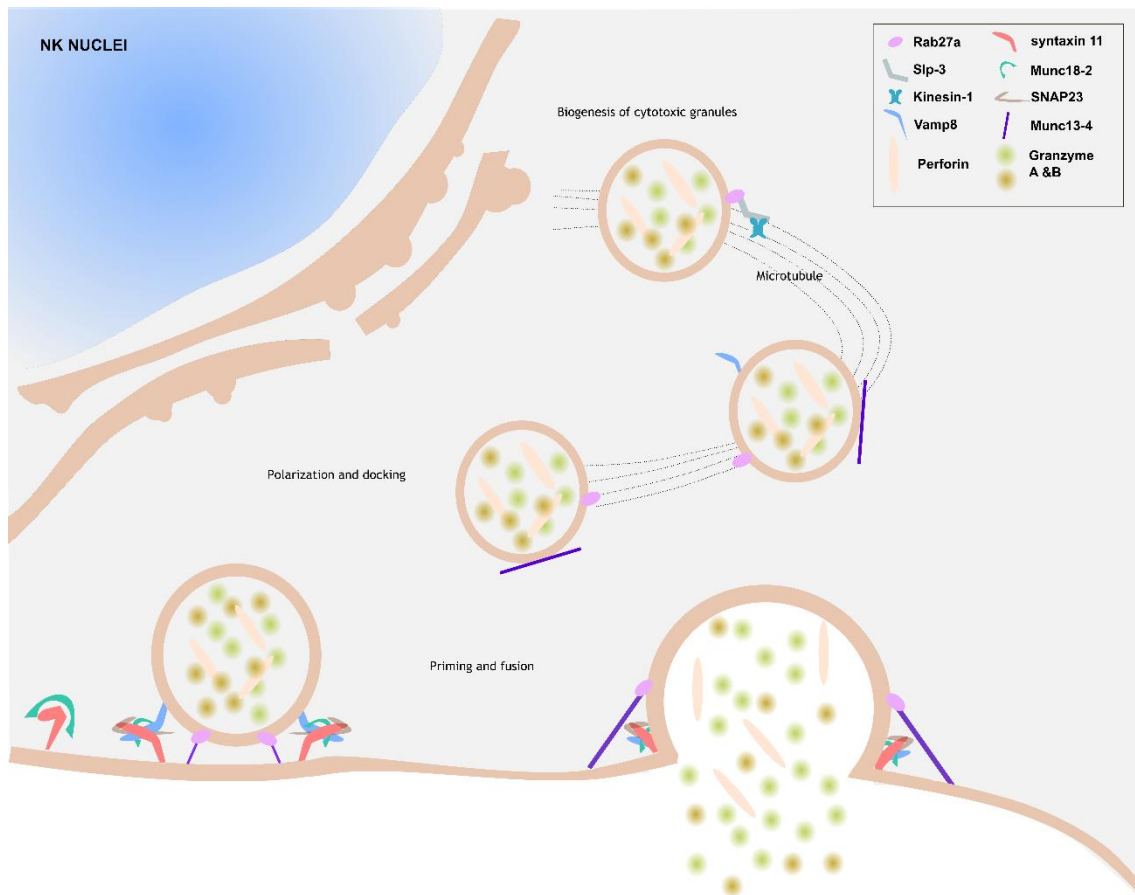 NK NUCLEI
Rab27a
syntaxin 11
Slp-3
Munc18-2
Kinesin-1
SNAP23
Vamp8
Munc13-4
Perforin
Granzyme
A &B
Biogenesis of cytotoxic granules
Microtubule
Polarization and docking
Priming and fusion